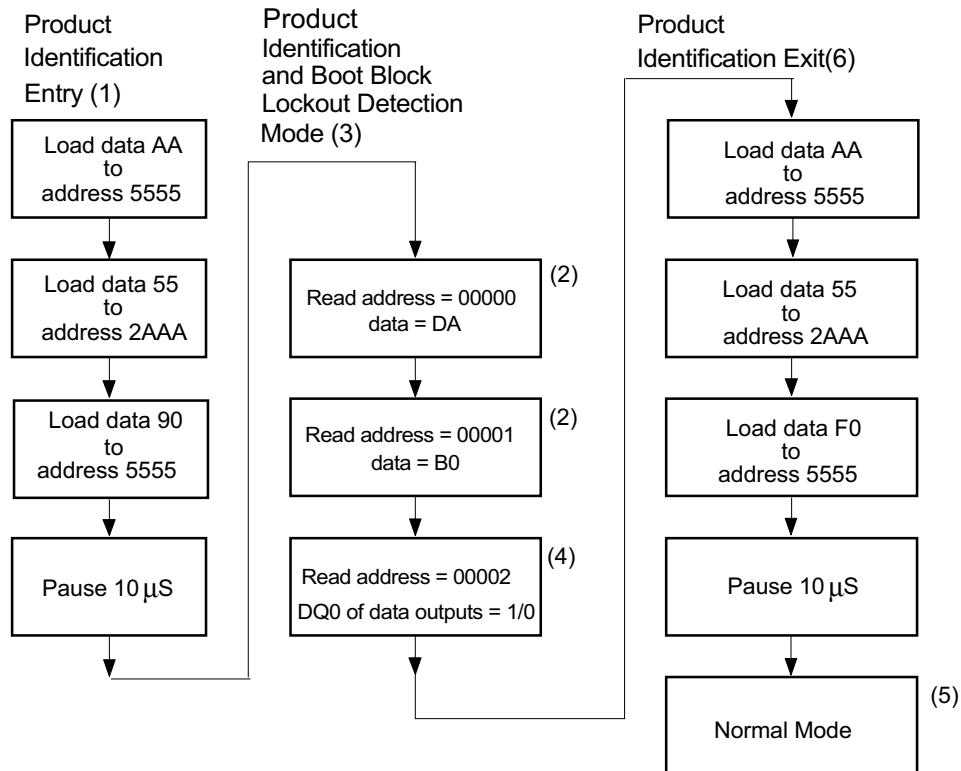 Product
Identification
Entry (1)
Load data AA
to
address 5555
Load data 55
to
address 2AAA
Load data 90
to
address 5555
Pause 10 μS
Product
Identification
and Boot Block
Lockout Detection
Mode (3)
(2)
Read address = 00000
data = DA
(2)
Read address = 00001
data = B0
(4)
Read address = 00002
DQ0 of data outputs = 1/0
Product
Identification Exit(6)
Load data AA
to
address 5555
Load data 55
to
address 2AAA
Load data F0
to
address 5555
Pause 10 μS
(5)
Normal Mode